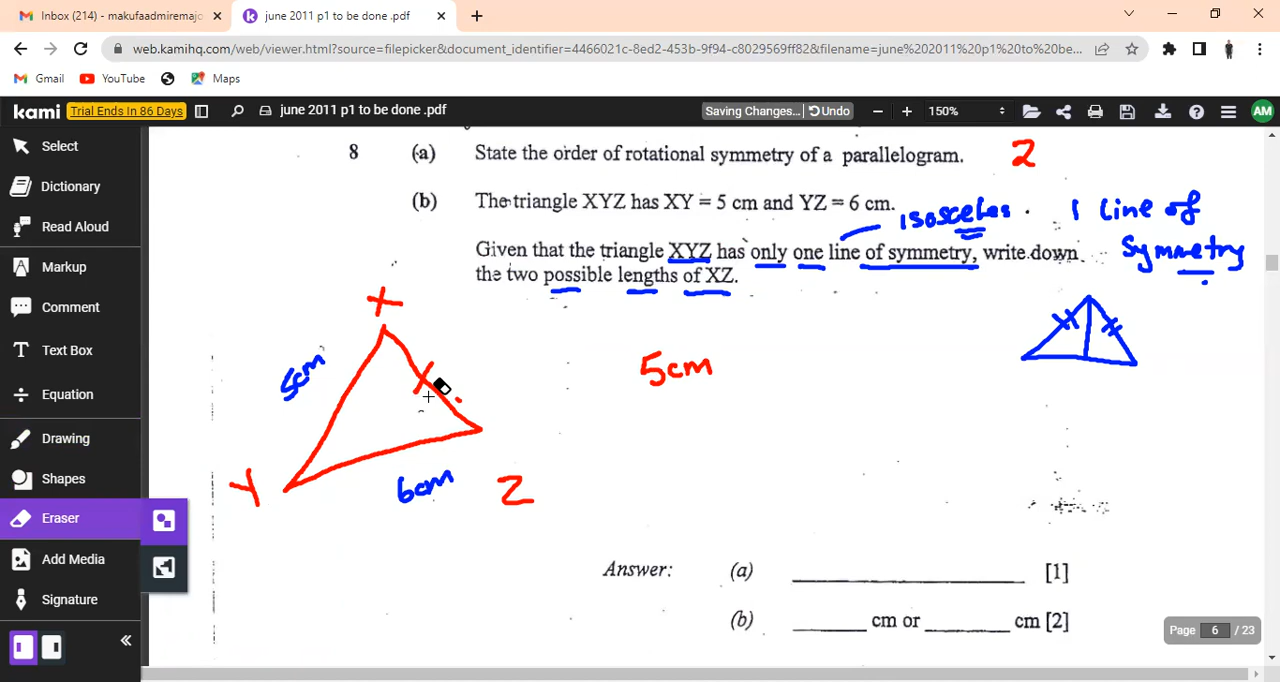 Inbox (214) - makufaadmiremajo
june 2011 p1 to be done .pdf
web.kamihq.com/web/viewer.html?source=filepicker&document_identifier=4466021c-8ed2-453b-9f94-c8029569ff82&filename=june%202011%20p1%20to%20be...
Gmail
YouTube
Maps
kami
Trial Ends In 86 Days
june 2011 p1 to be done .pdf
Saving Changes...
Undo
150%
AM
Select
Dictionary
Read Aloud
Markup
Comment
Text Box
Equation
Drawing
Shapes
Eraser
Add Media
Signature
8 (a) State the order of rotational symmetry of a parallelogram. 2
(b) The triangle XYZ has XY = 5 cm and YZ = 6 cm.
isosceles. 1 line of
symmetry
Given that the triangle XYZ has only one line of symmetry, write down
the two possible lengths of XZ.
X
5cm
5cm
Y
6cm
Z
Answer: (a) ____________ [1]
(b) _______ cm or ________ cm [2]
Page 6 / 23